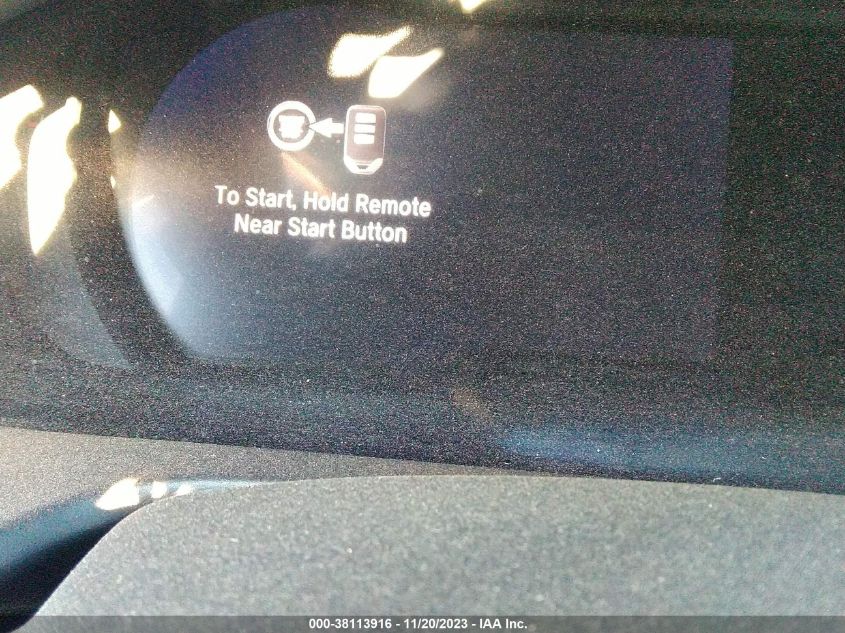 To Start, Hold Remote
Near Start Button
000-38113916 - 11/20/2023 - IAA Inc.